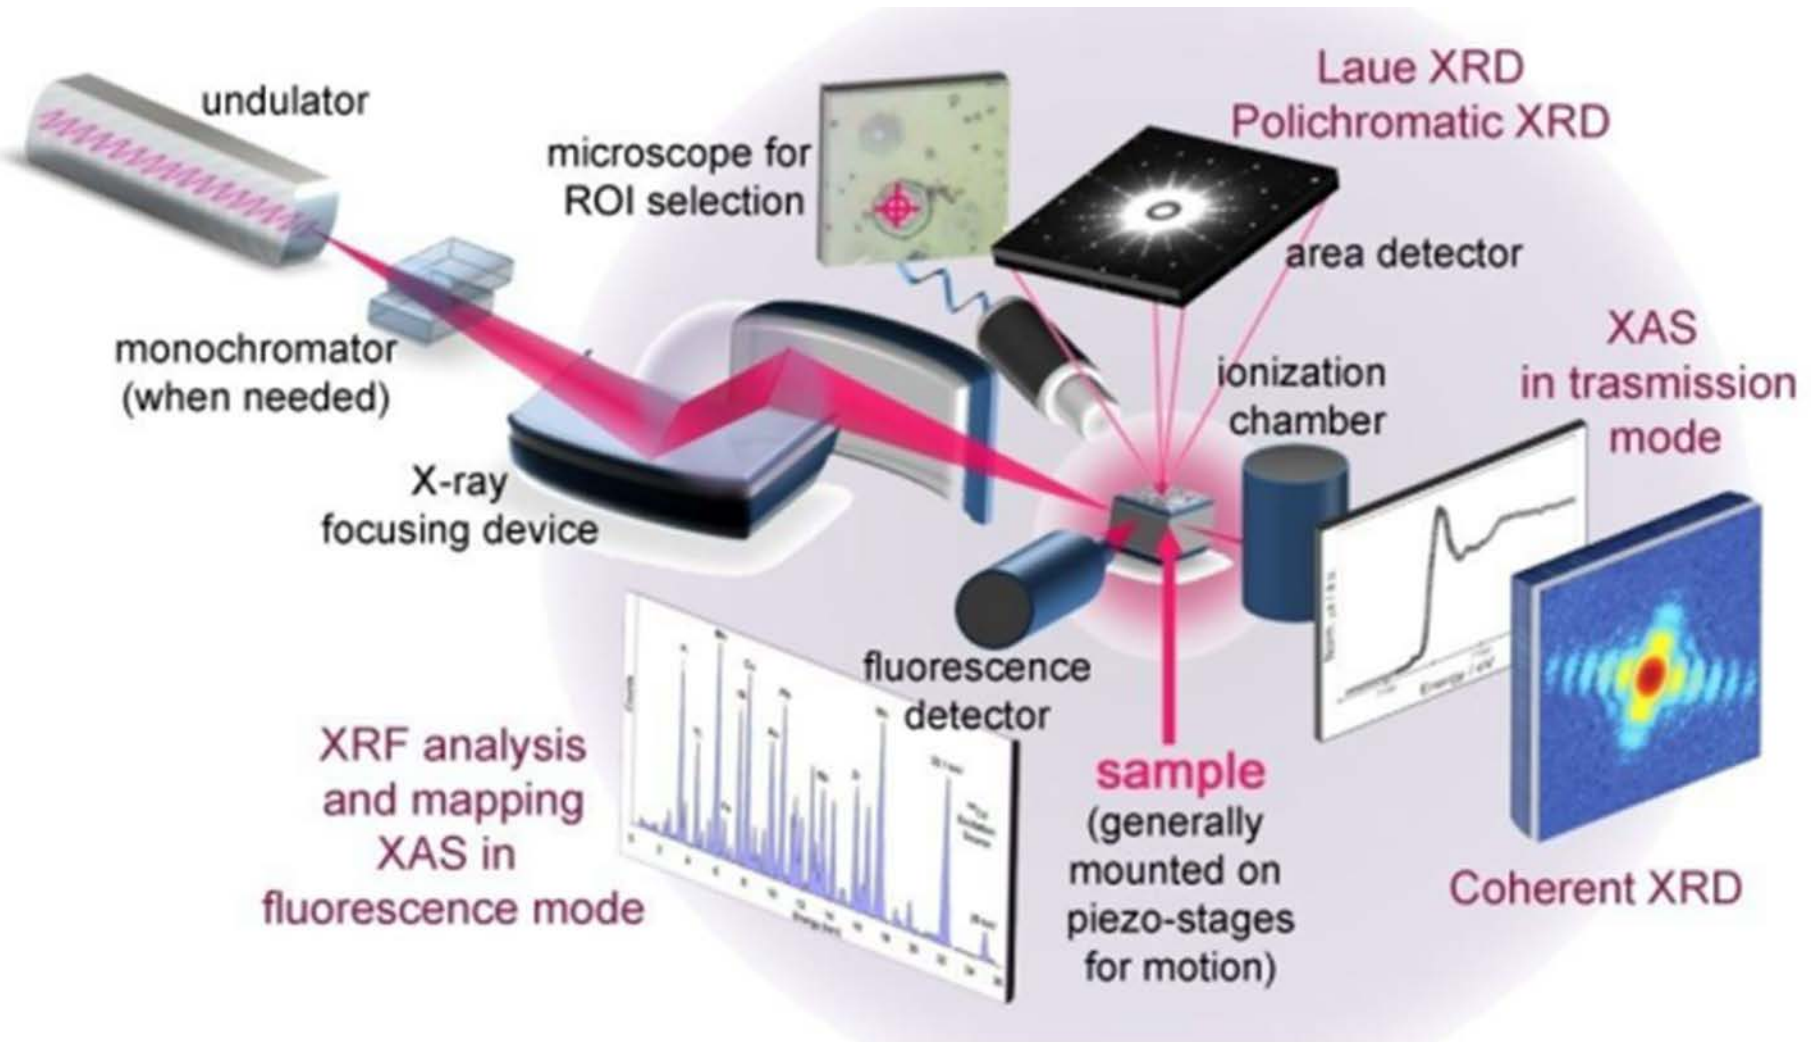 undulator
microscope for
ROI selection
Laue XRD
Polichromatic XRD
area detector
monochromator
(when needed)
ionization
chamber
XAS
in trasmission
mode
X-ray
focusing device
Energy / eV
fluorescence
detector
XRF analysis
and mapping
XAS in
fluorescence mode
sample
(generally
mounted on
piezo-stages
for motion)
Coherent XRD